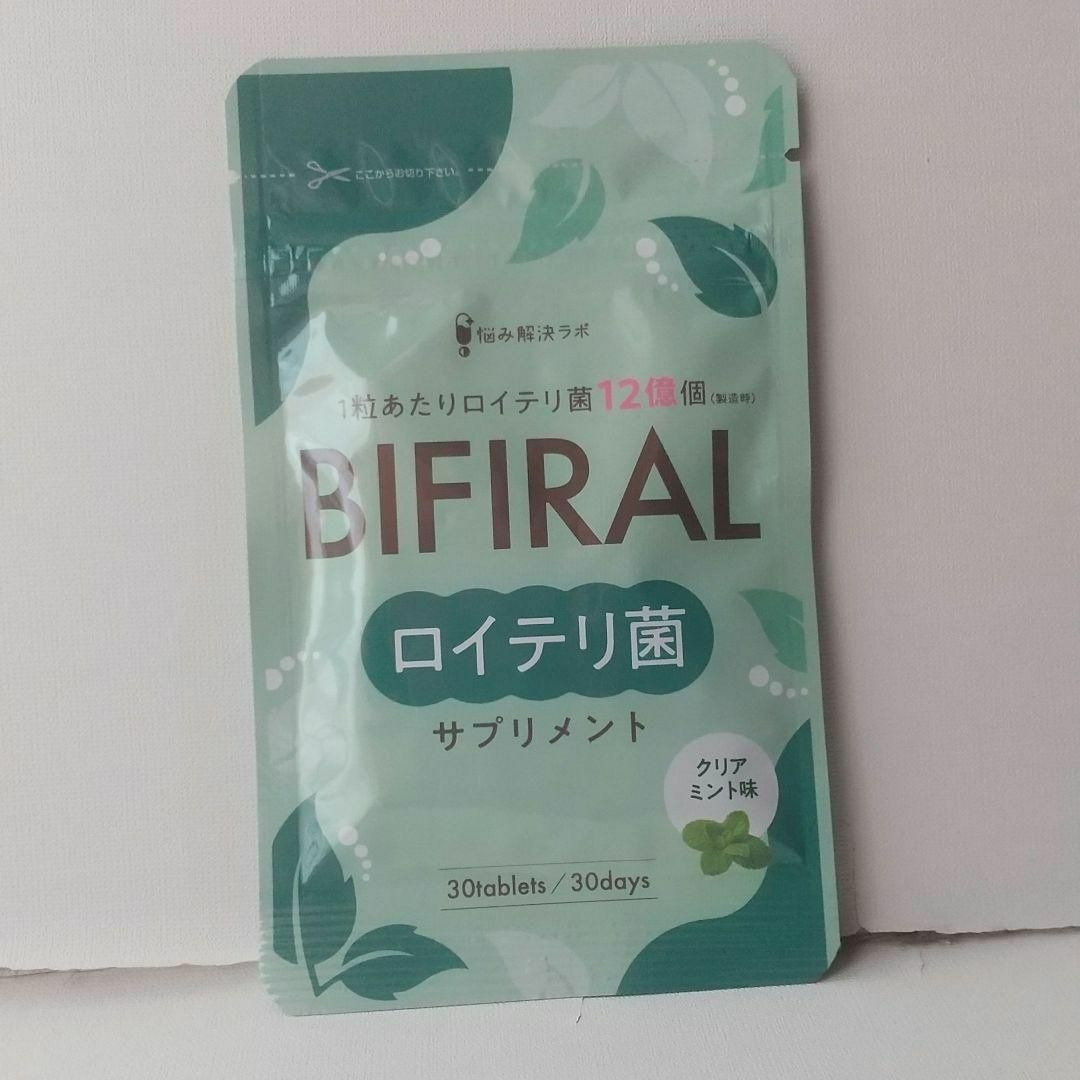 ここからお切り下さい。
悩み解決ラボ
1粒あたりロイテリ菌12億個(製造時)
BIFIRAL
ロイテリ菌
サプリメント
クリア
ミント味
30tablets/30days